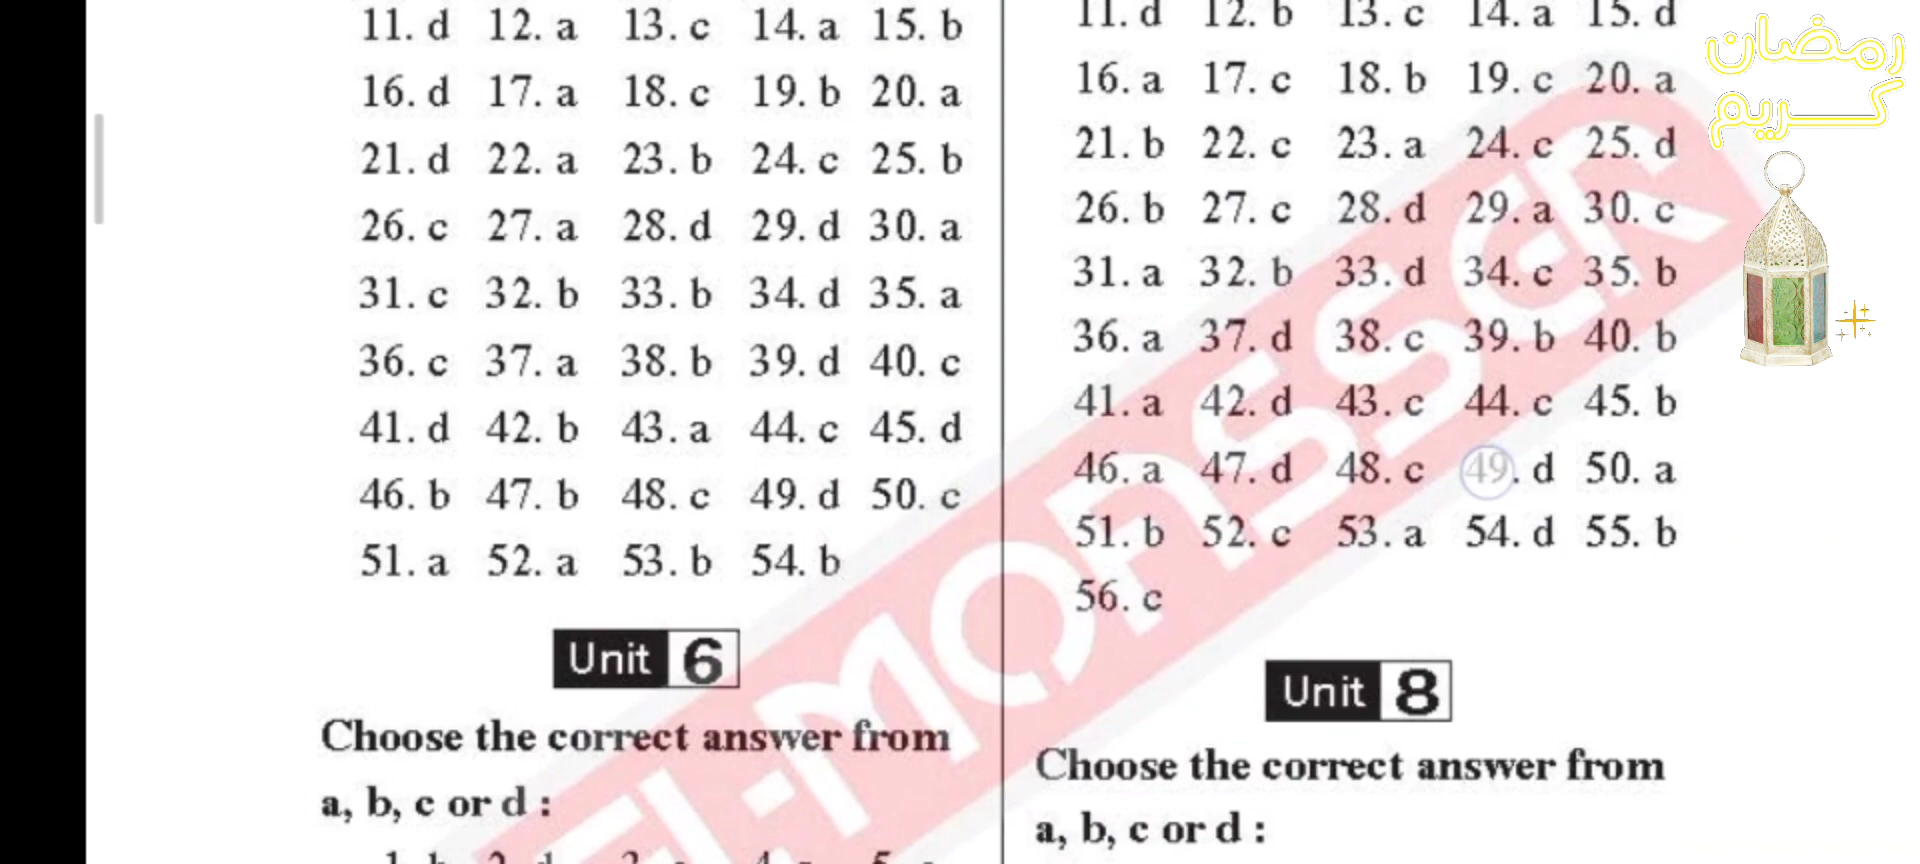 11. d 12. a 13. c 14. a 15. b
16. d 17. a 18. c 19. b 20. a
21. d 22. a 23. b 24. c 25. b
26. c 27. a 28. d 29. d 30. a
31. c 32. b 33. b 34. d 35. a
36. c 37. a 38. b 39. d 40. c
41. d 42. b 43. a 44. c 45. d
46. b 47. b 48. c 49. d 50. c
51. a 52. a 53. b 54. b
Unit 6
Choose the correct answer from
a, b, c or d :
11. d 12. b 13. c 14. a 15. d
16. a 17. c 18. b 19. c 20. a
21. b 22. c 23. a 24. c 25. d
26. b 27. c 28. d 29. a 30. c
31. a 32. b 33. d 34. c 35. b
36. a 37. d 38. c 39. b 40. b
41. a 42. d 43. c 44. c 45. b
46. a 47. d 48. c 49. d 50. a
51. b 52. c 53. a 54. d 55. b
56. c
Unit 8
Choose the correct answer from
a, b, c or d :
EL-MOASSER
رمضان
كريم